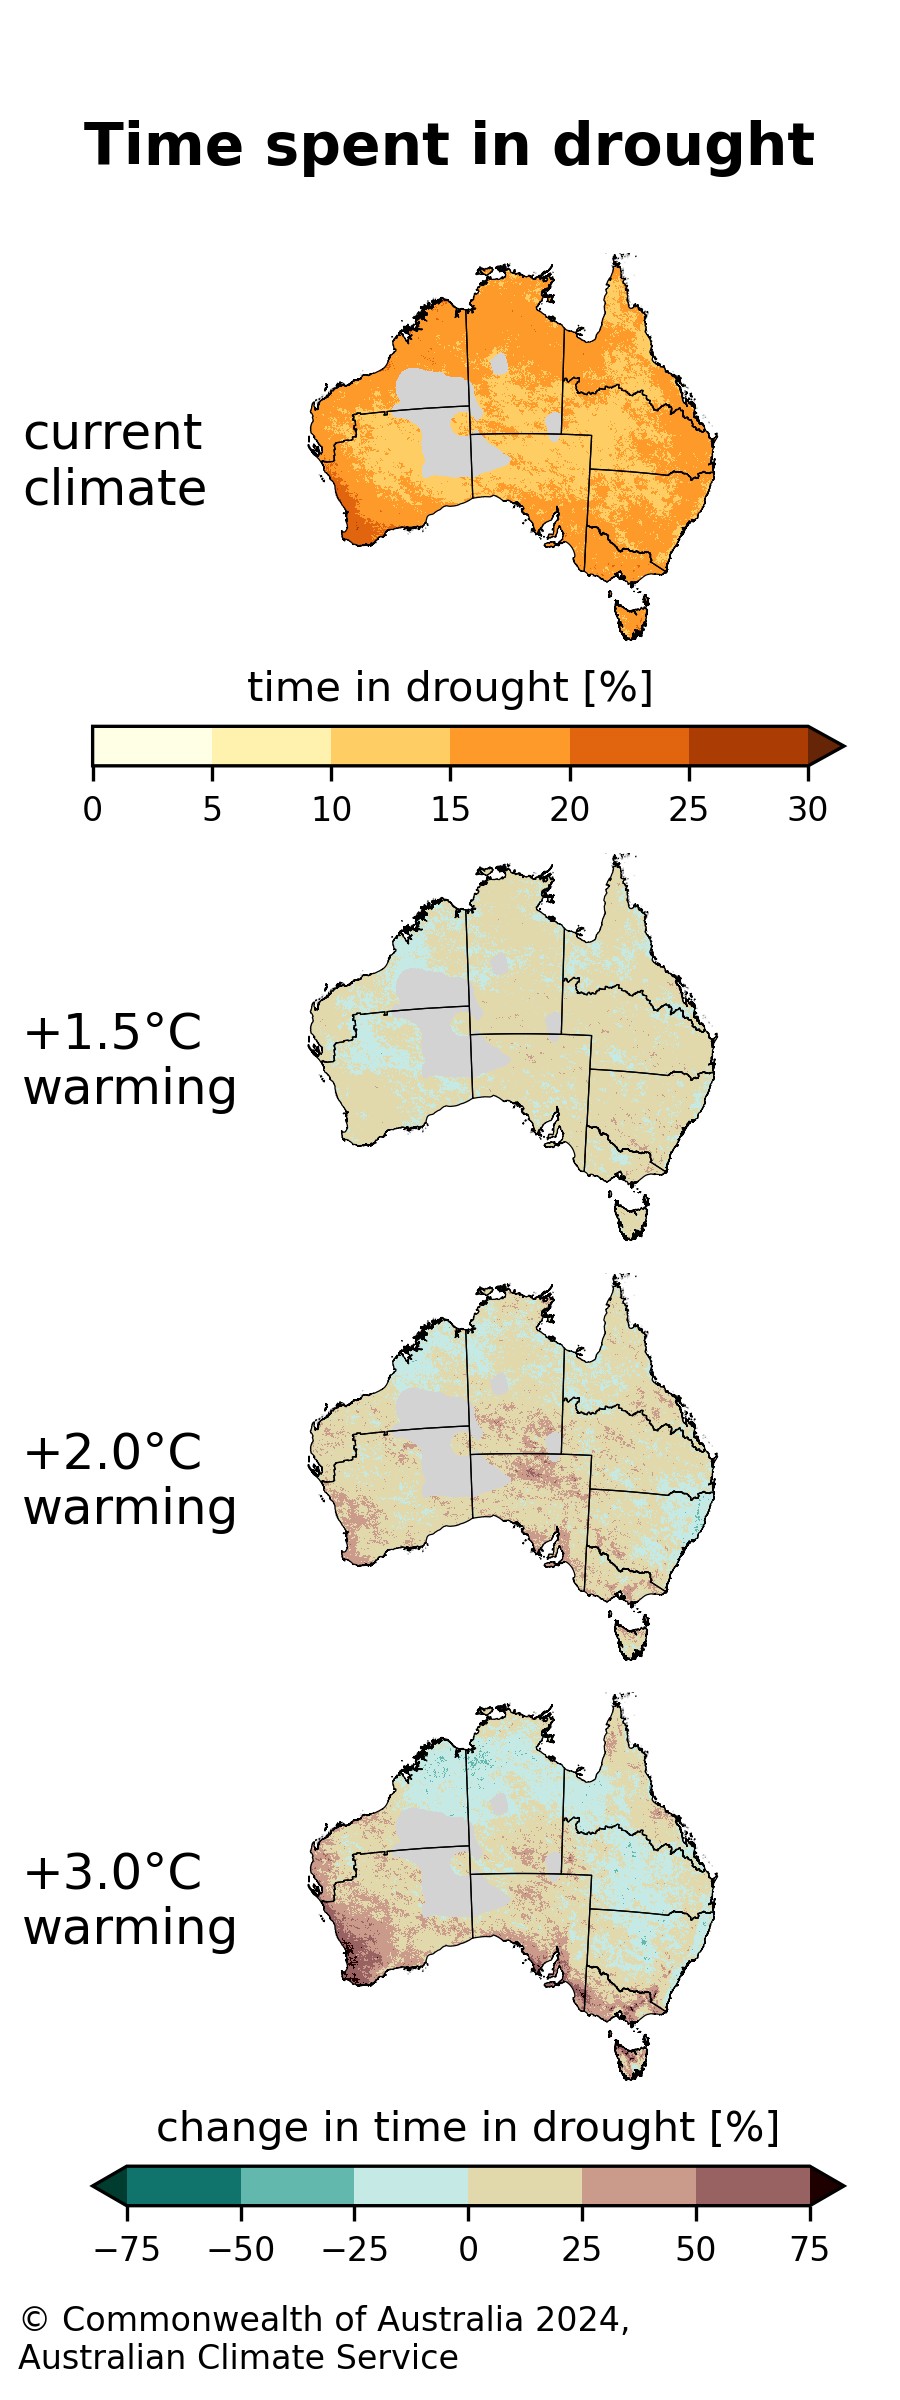 Time spent in drought
current
climate
time in drought [%]
0 5 10 15 20 25 30
+1.5°C
warming
+2.0°C
warming
+3.0°C
warming
change in time in drought [%]
−75 −50 −25 0 25 50 75
© Commonwealth of Australia 2024,
Australian Climate Service